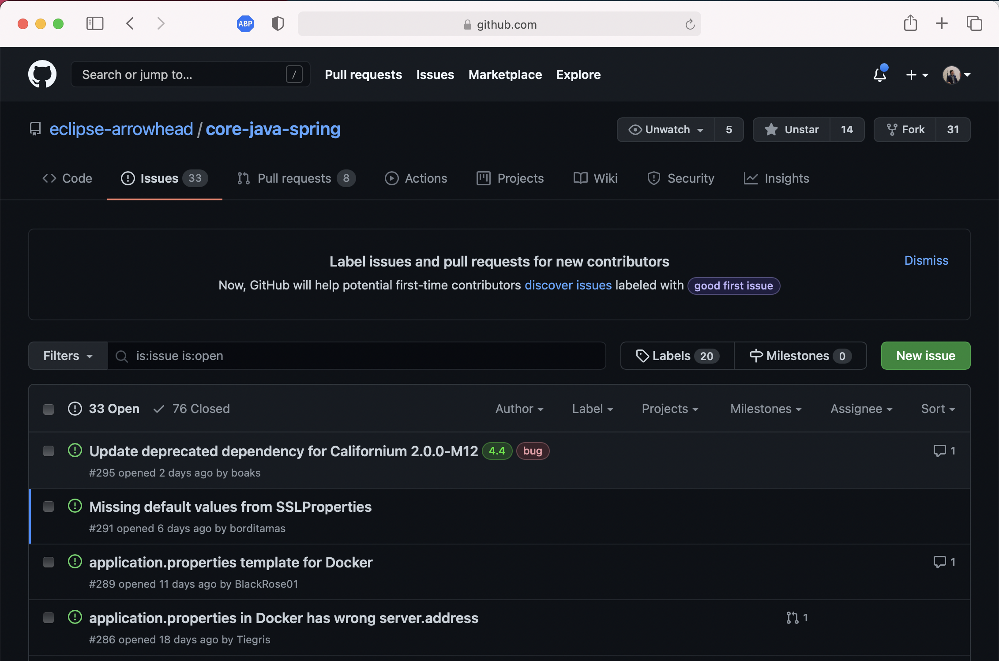 ABP github.com
Search or jump to... / Pull requests Issues Marketplace Explore
eclipse-arrowhead / core-java-spring Unwatch 5 Unstar 14 Fork 31
Code Issues 33 Pull requests 8 Actions Projects Wiki Security Insights
Label issues and pull requests for new contributors Dismiss
Now, GitHub will help potential first-time contributors discover issues labeled with good first issue
Filters is:issue is:open Labels 20 Milestones 0 New issue
33 Open 76 Closed Author Label Projects Milestones Assignee Sort
Update deprecated dependency for Californium 2.0.0-M12 4.4 bug 1
#295 opened 2 days ago by boaks
Missing default values from SSLProperties
#291 opened 6 days ago by borditamas
application.properties template for Docker 1
#289 opened 11 days ago by BlackRose01
application.properties in Docker has wrong server.address 1
#286 opened 18 days ago by Tiegris